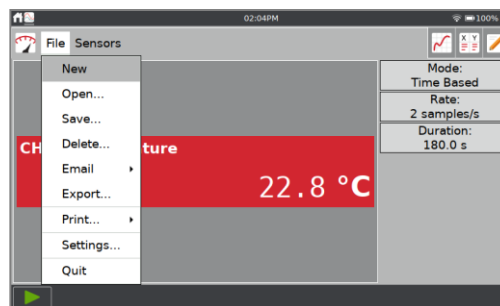 02:04PM
100%
File Sensors
X Y
New
Open...
Save...
Delete...
Email
Export...
Print...
Settings...
Quit
CH
ture
22.8 °C
Mode:
Time Based
Rate:
2 samples/s
Duration:
180.0 s